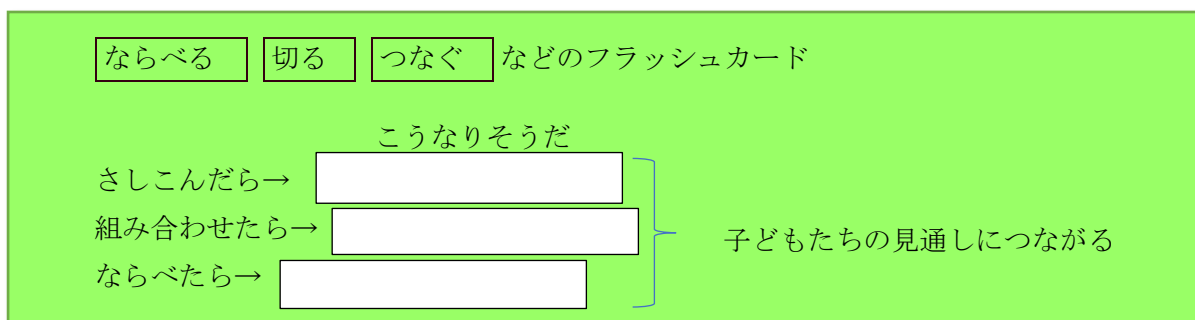 ならべる 切る つなぐ などのフラッシュカード
こうなりそうだ
さしこんだら→
組み合わせたら→
子どもたちの見通しにつながる
ならべたら→